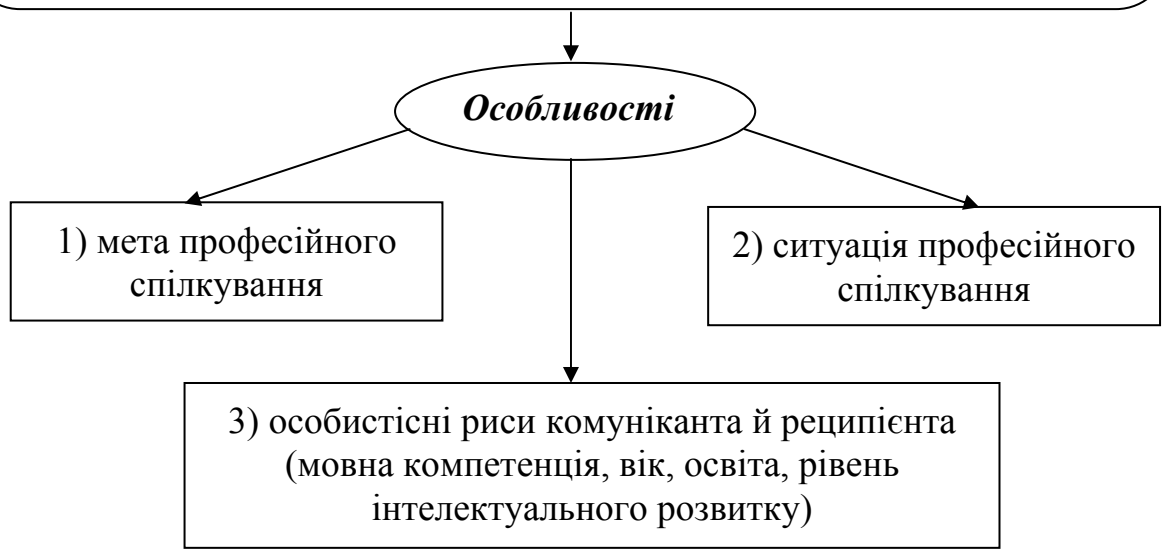 Особливості
1) мета професійного
спілкування
2) ситуація професійного
спілкування
3) особистісні риси комуніканта й реципієнта
(мовна компетенція, вік, освіта, рівень
інтелектуального розвитку)